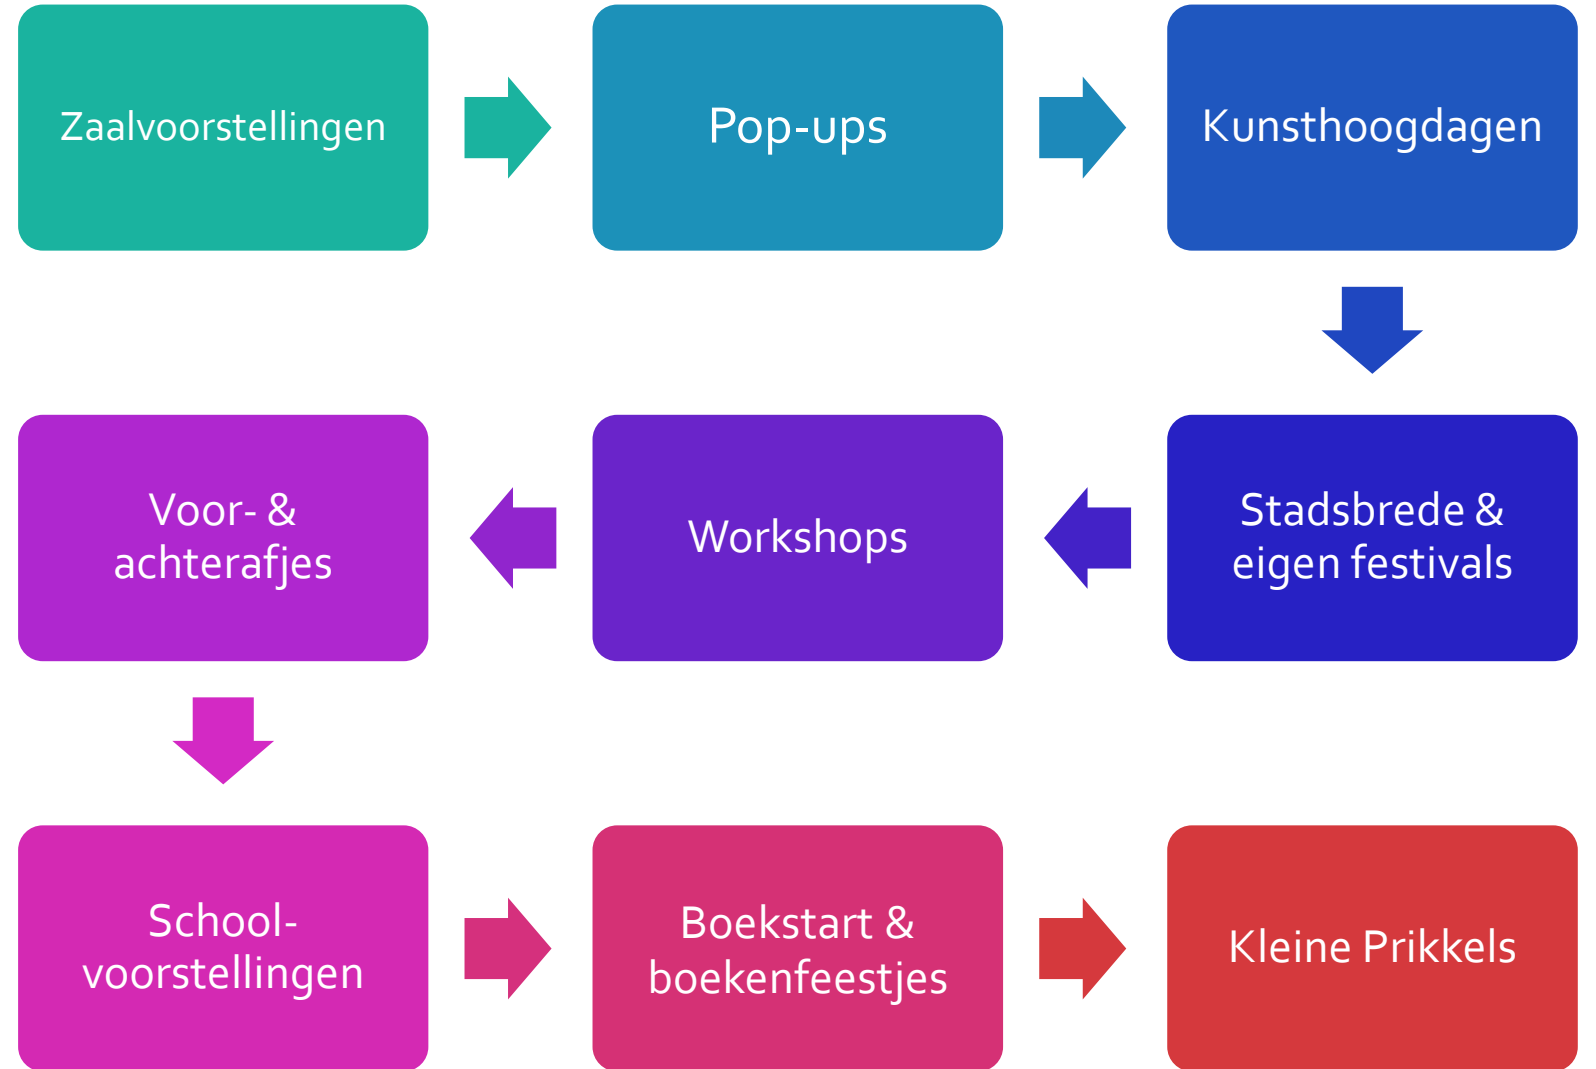 Zaalvoorstellingen
Pop-ups
Kunsthoogdagen
Stadsbrede &
eigen festivals
Workshops
Voor- &
achterafjes
School-
voorstellingen
Boekstart &
boekenfeestjes
Kleine Prikkels